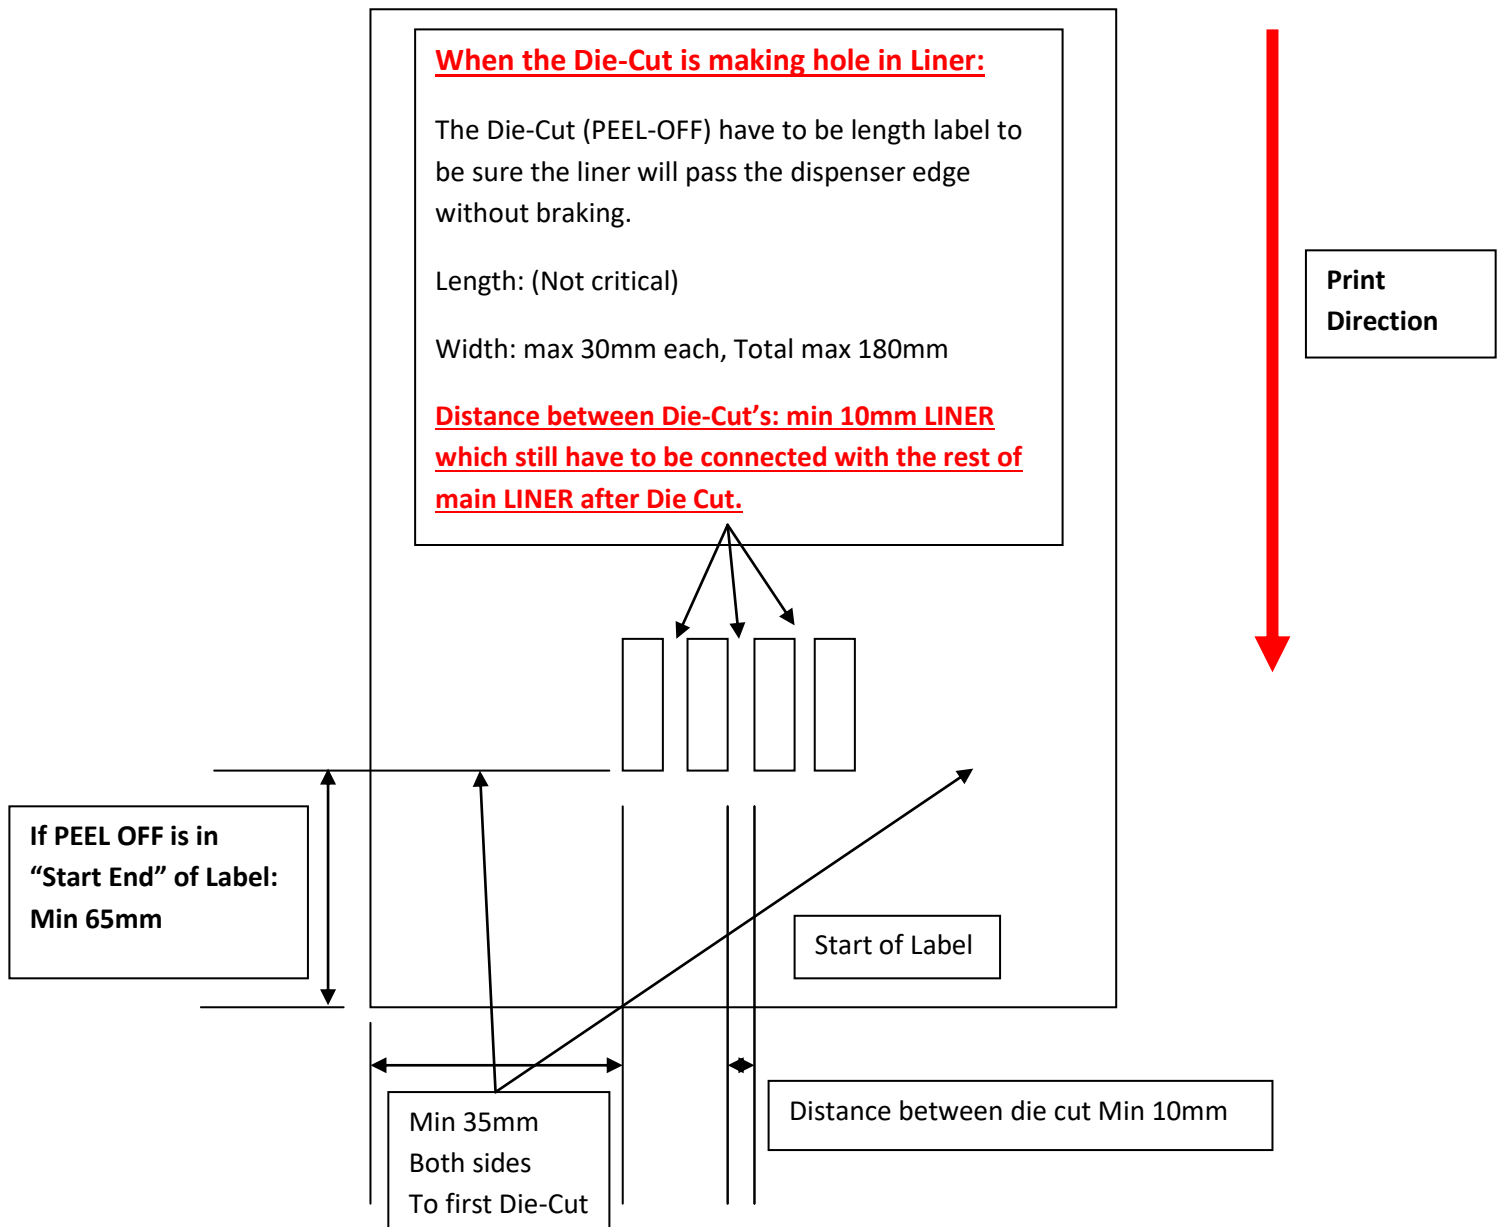 When the Die-Cut is making hole in Liner:
The Die-Cut (PEEL-OFF) have to be length label to
be sure the liner will pass the dispenser edge
without braking.
Length: (Not critical)
Width: max 30mm each, Total max 180mm
Distance between Die-Cut’s: min 10mm LINER
which still have to be connected with the rest of
main LINER after Die Cut.
Print
Direction
If PEEL OFF is in
“Start End” of Label:
Min 65mm
Start of Label
Min 35mm
Both sides
To first Die-Cut
Distance between die cut Min 10mm